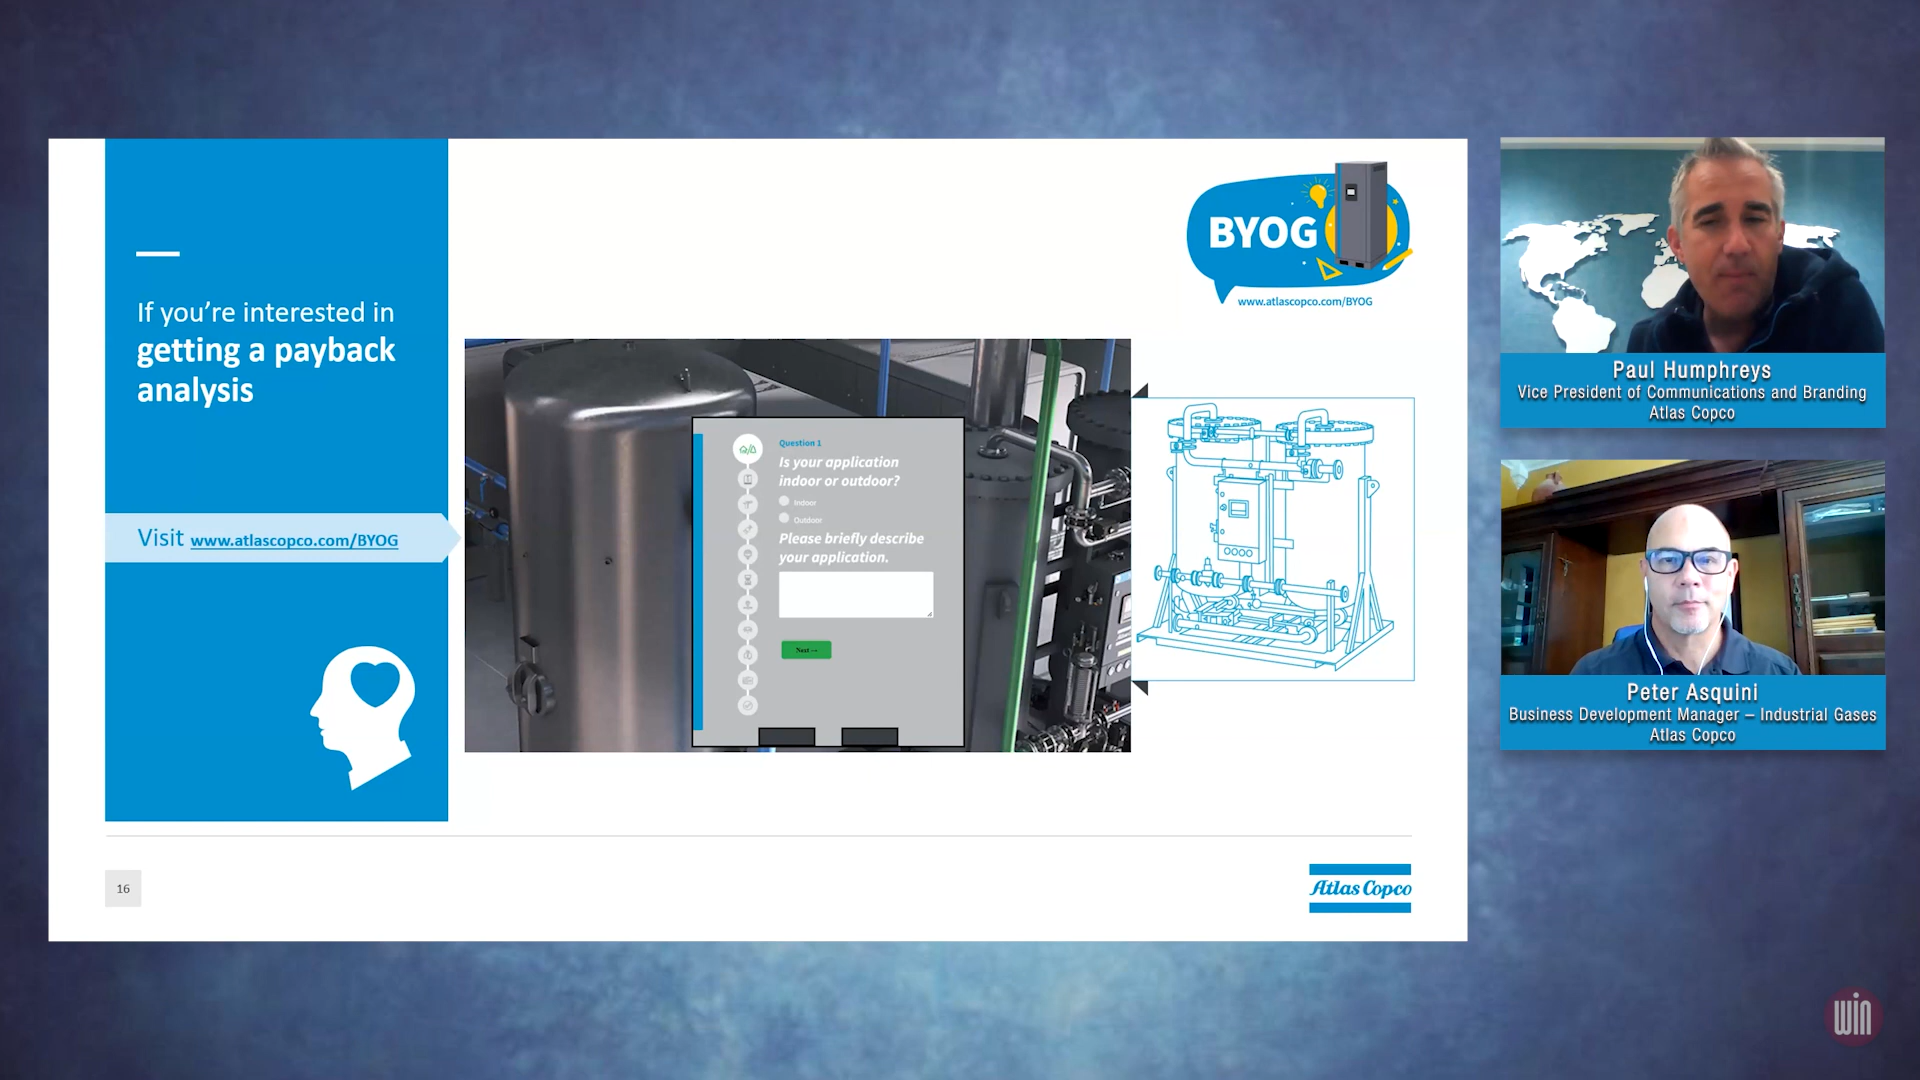 If you're interested in
getting a payback
analysis
Visit www.atlascopco.com/BYOG
16
BYOG
www.atlascopco.com/BYOG
Question 1
Is your application
indoor or outdoor?
Indoor
Outdoor
Please briefly describe
your application.
Next →
Atlas Copco
Paul Humphreys
Vice President of Communications and Branding
Atlas Copco
Peter Asquini
Business Development Manager – Industrial Gases
Atlas Copco
win